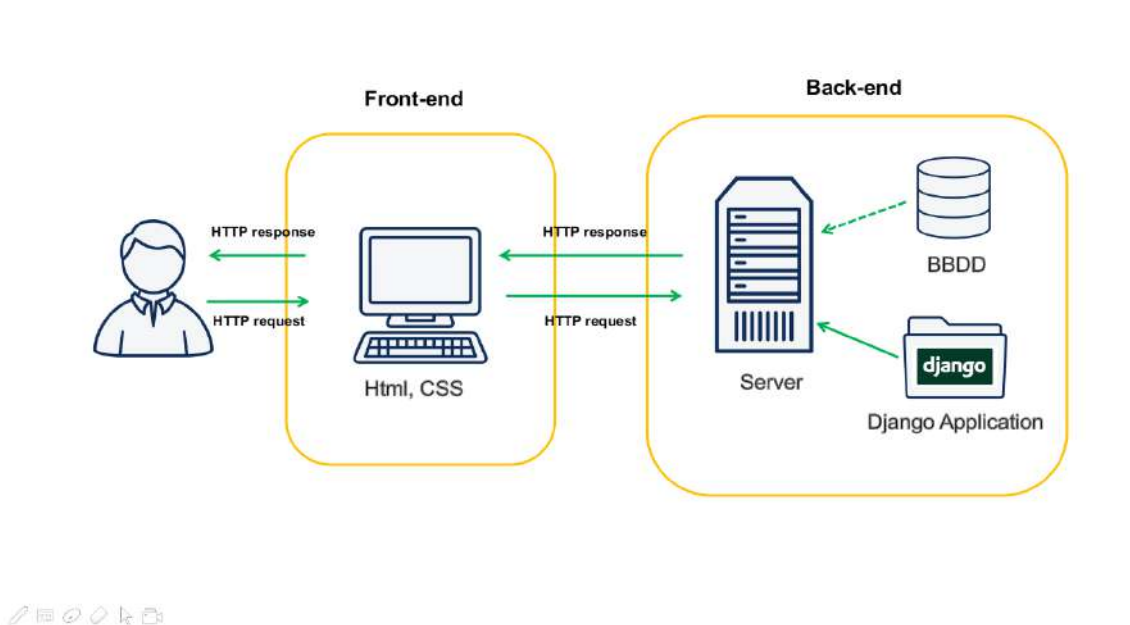 Front-end
Back-end
HTTP response
HTTP request
Html, CSS
HTTP response
HTTP request
Server
BBDD
django
Django Application